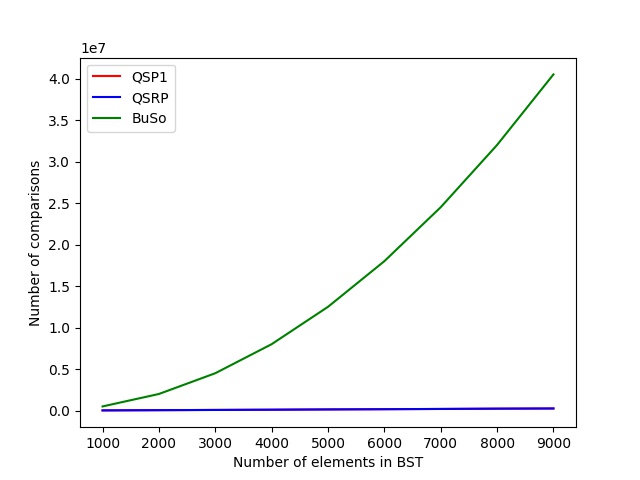 1e7
QSP1
QSRP
BuSo
4.0
3.5
3.0
2.5
2.0
1.5
1.0
0.5
0.0
Number of comparisons
1000 2000 3000 4000 5000 6000 7000 8000 9000
Number of elements in BST